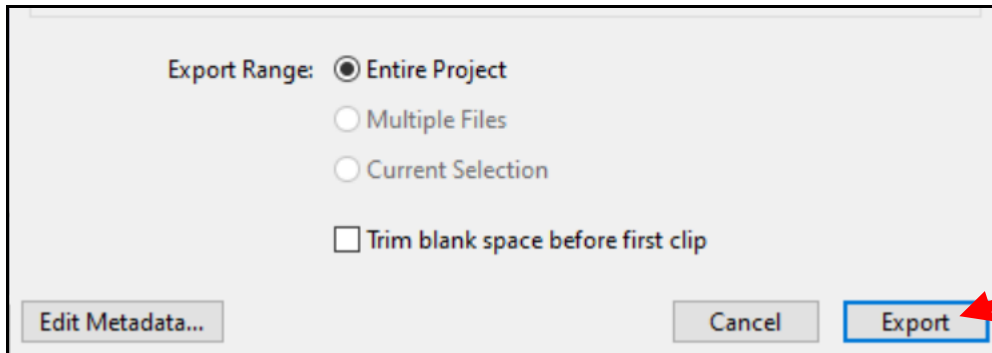 Export Range: Entire Project
Multiple Files
Current Selection
Trim blank space before first clip
Edit Metadata... Cancel Export